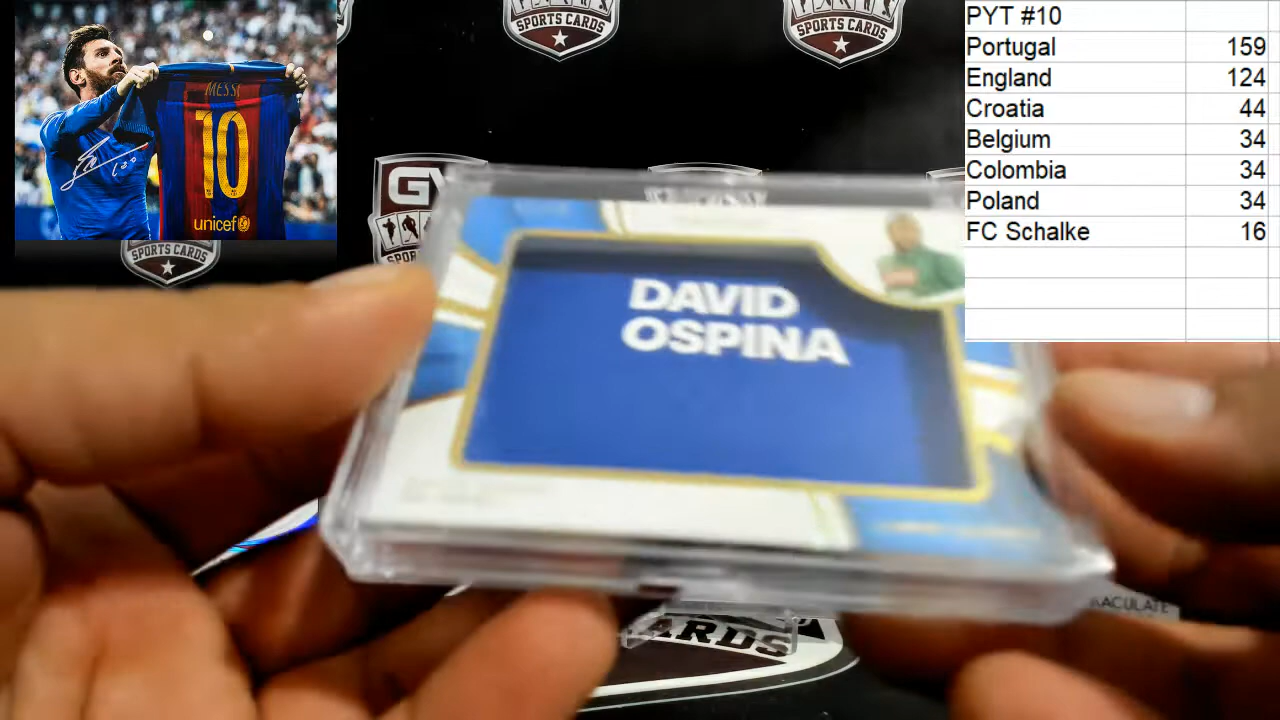 SPORTS CARDS
SPORTS CARDS
PYT #10
Portugal 159
England 124
Croatia 44
Belgium 34
Colombia 34
Poland 34
FC Schalke 16
MESSI
10
unicef
SPORTS CARDS
DAVID
OSPINA